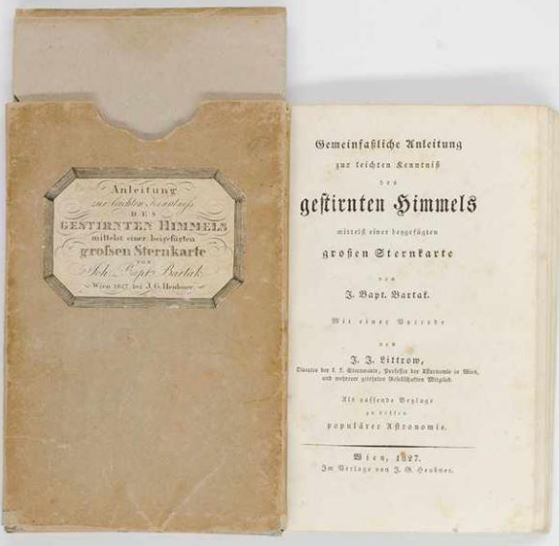 Anleitung
zur leichten Kenntniss
DES
GESTIRNTEN HIMMELS
mittelst einer beigefügten
grofsen Sternkarte
VON
Joh. Bapt. Bartak
Wien 1827 bei J. G. Heubner.
Gemeinfaßliche Anleitung
zur leichten Kenntniß
des
gestirnten Himmels
mittelst einer beygefügten
großen Sternkarte
von
J. Bapt. Bartak.
Mit einer Vorrede
von
J. J. Littrow,
Director der k. k. Sternwarte, Professor der Astronomie in Wien,
und mehrerer gelehrten Gesellschaften Mitglied.
Als passende Beylage
zu dessen
populärer Astronomie.
Wien, 1827.
Im Verlage von J. G. Heubner.